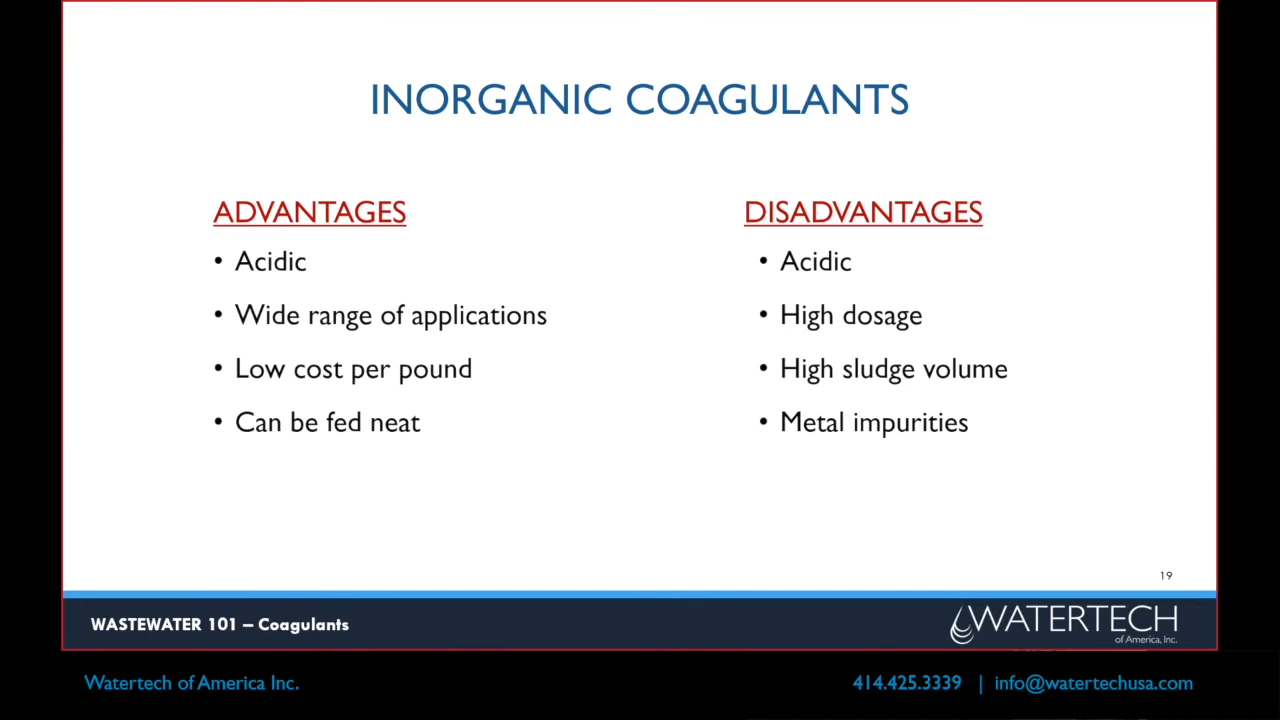 INORGANIC COAGULANTS
ADVANTAGES
• Acidic
• Wide range of applications
• Low cost per pound
• Can be fed neat
DISADVANTAGES
• Acidic
• High dosage
• High sludge volume
• Metal impurities
19
WASTEWATER 101 – Coagulants
WATERTECH
of America, Inc.
Watertech of America Inc.
414.425.3339 | info@watertechusa.com